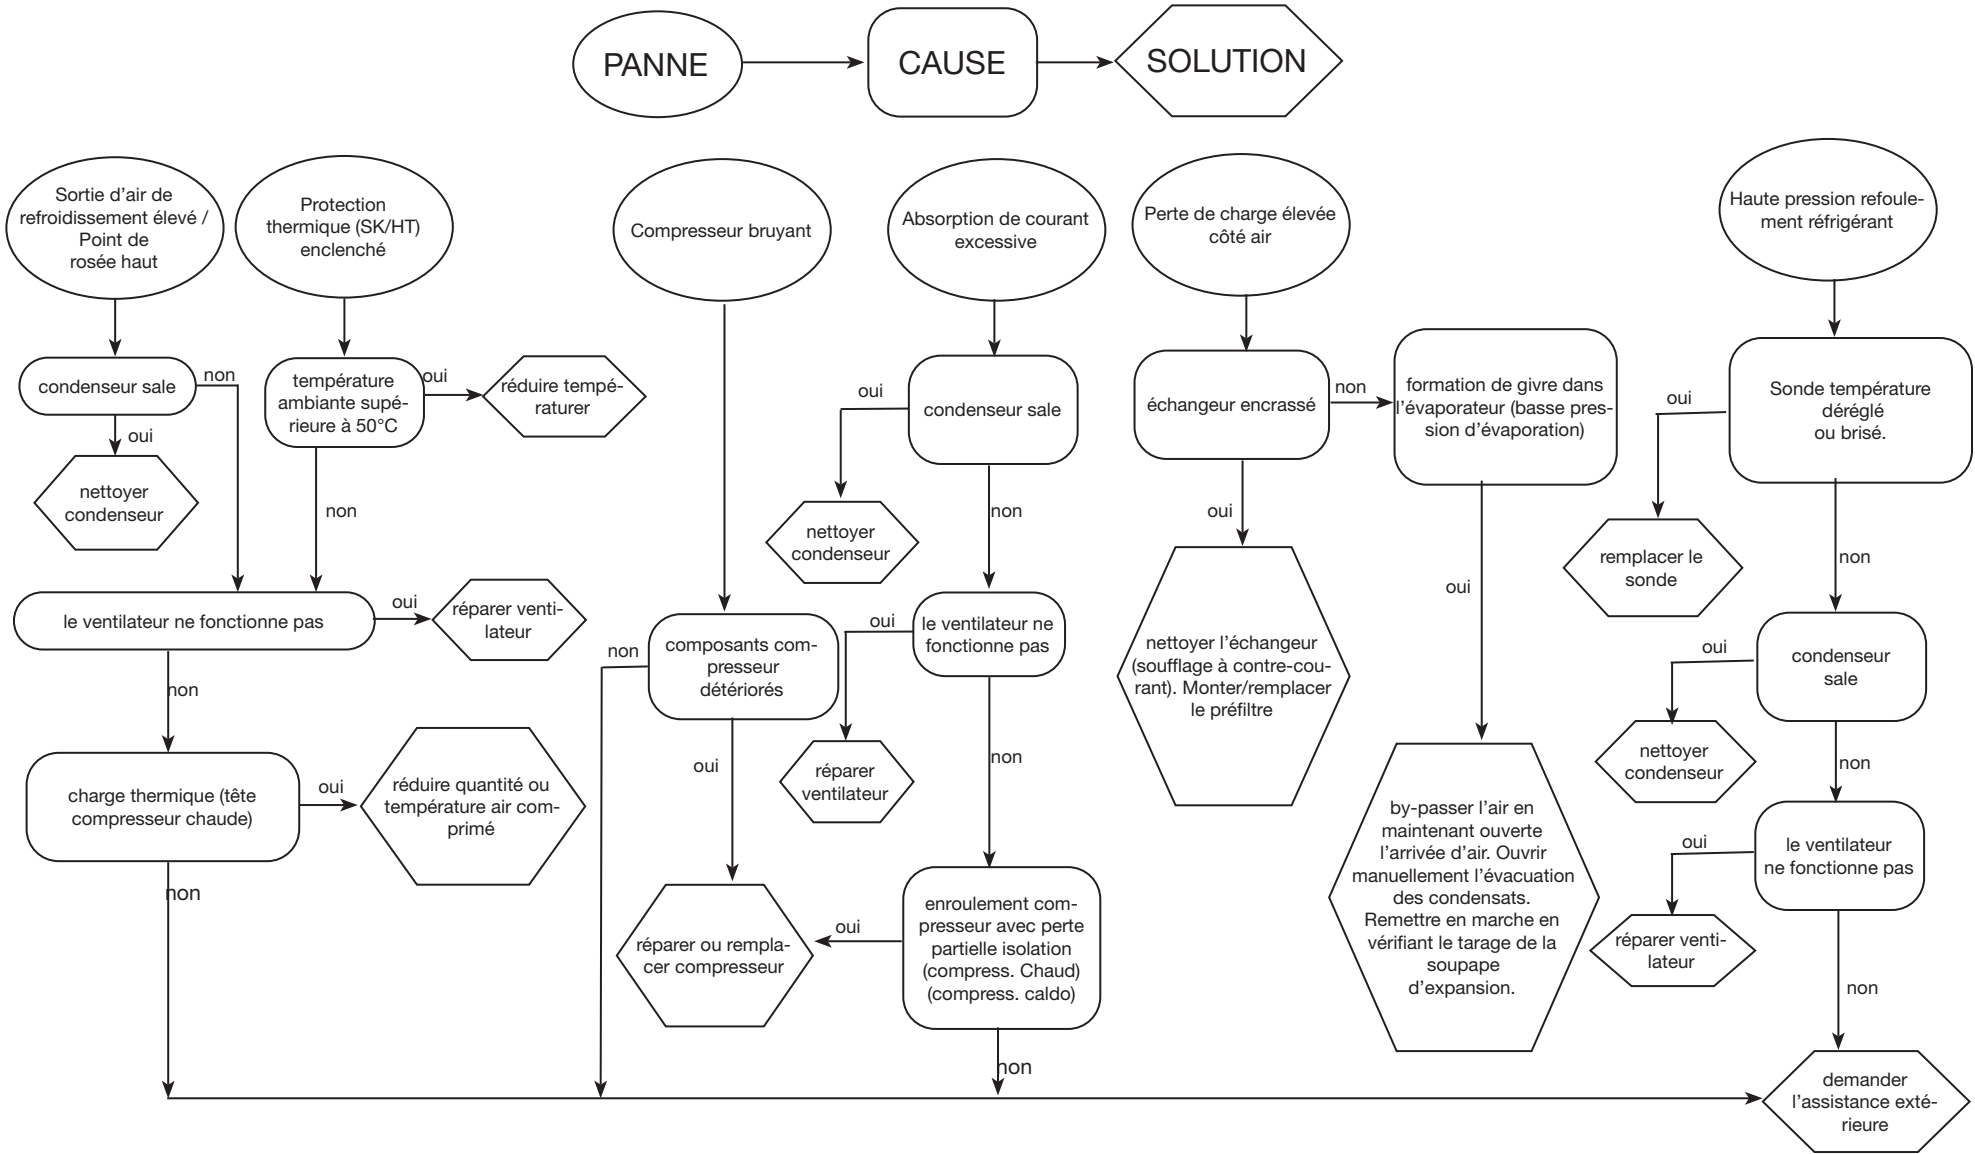 PANNE
CAUSE
SOLUTION
Sortie d'air de
refroidissement élevé /
Point de
rosée haut
condenseur sale
non
oui
nettoyer
condenseur
Protection
thermique (SK/HT)
enclenché
température
ambiante supé-
rieure à 50°C
oui
réduire tempé-
raturer
non
le ventilateur ne fonctionne pas
oui
réparer venti-
lateur
non
charge thermique (tête
compresseur chaude)
oui
réduire quantité ou
température air com-
primé
non
Compresseur bruyant
composants com-
presseur
détériorés
non
oui
réparer ou rempla-
cer compresseur
Absorption de courant
excessive
condenseur sale
oui
nettoyer
condenseur
non
le ventilateur ne
fonctionne pas
oui
réparer
ventilateur
non
enroulement com-
presseur avec perte
partielle isolation
(compress. Chaud)
(compress. caldo)
oui
non
Perte de charge élevée
côté air
échangeur encrassé
non
oui
nettoyer l'échangeur
(soufflage à contre-cou-
rant). Monter/remplacer
le préfiltre
formation de givre dans
l'évaporateur (basse pres-
sion d'évaporation)
oui
by-passer l'air en
maintenant ouverte
l'arrivée d'air. Ouvrir
manuellement l'évacuation
des condensats.
Remettre en marche en
vérifiant le tarage de la
soupape
d'expansion.
Haute pression refoule-
ment réfrigérant
Sonde température
déréglé
ou brisé.
oui
remplacer le
sonde
non
condenseur
sale
oui
nettoyer
condenseur
non
le ventilateur
ne fonctionne pas
oui
réparer venti-
lateur
non
demander
l'assistance exté-
rieure